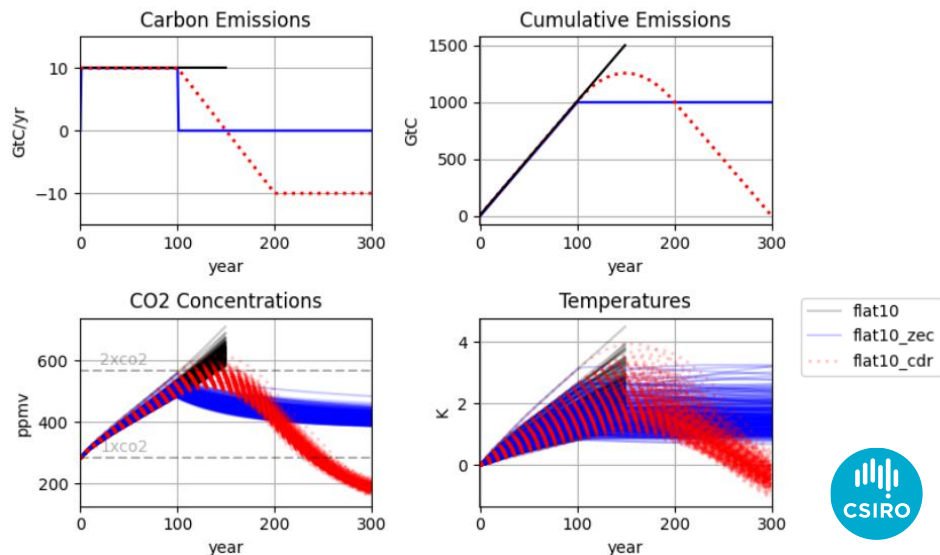 Carbon Emissions
GtC/yr
10
0
−10
0 100 200 300
year
Cumulative Emissions
GtC
1500
1000
500
0
0 100 200 300
year
CO2 Concentrations
ppmv
600
400
200
2xco2
1xco2
0 100 200 300
year
Temperatures
K
4
2
0
0 100 200 300
year
flat10
flat10_zec
flat10_cdr
CSIRO